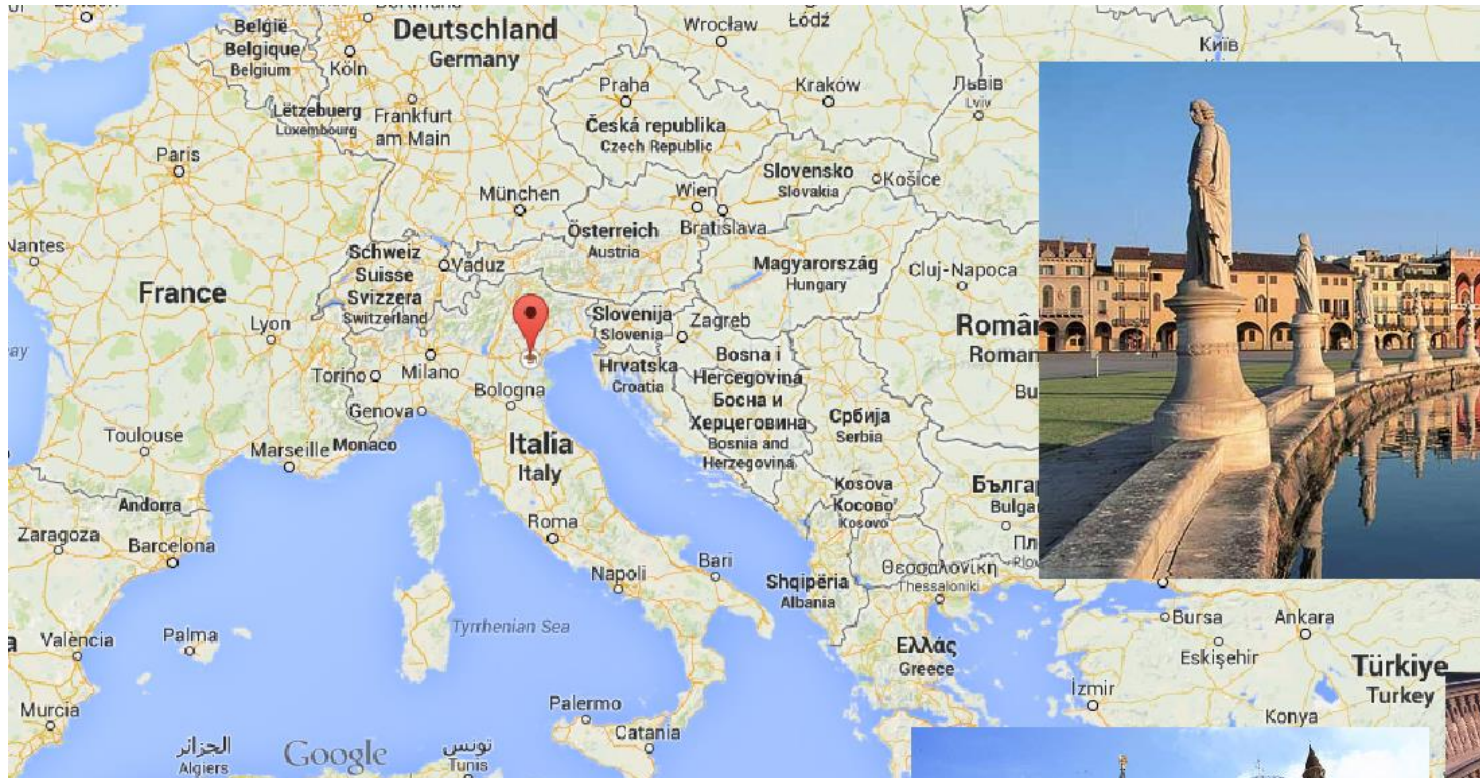 Deutschland
Germany
België
Belgique
Belgium
Köln
Wrocław
Łódź
Київ
Praha
Kraków
Львів
Lviv
Lëtzebuerg
Luxembourg
Frankfurt
am Main
Česká republika
Czech Republic
Paris
München
Wien
Slovensko
Slovakia
Košice
Bratislava
Österreich
Austria
Nantes
Schweiz
Suisse
Svizzera
Switzerland
Vaduz
Magyarország
Hungary
Cluj-Napoca
France
Lyon
Slovenija
Slovenia
Zagreb
Torino
Milano
Bologna
Hrvatska
Croatia
Bosna i
Hercegovina
Босна и
Херцеговина
Bosnia and
Herzegovina
Србија
Serbia
Genova
Toulouse
Marseille
Monaco
Italia
Italy
Kosova
Косово
Kosovo
Andorra
Zaragoza
Barcelona
Roma
Napoli
Bari
Shqipëria
Albania
Θεσσαλονίκη
Thessaloniki
València
Palma
Tyrrhenian Sea
Ελλάς
Greece
Bursa
Ankara
Eskişehir
Türkiye
Turkey
İzmir
Konya
Murcia
Palermo
Catania
الجزائر
Algiers
Google
تونس
Tunis